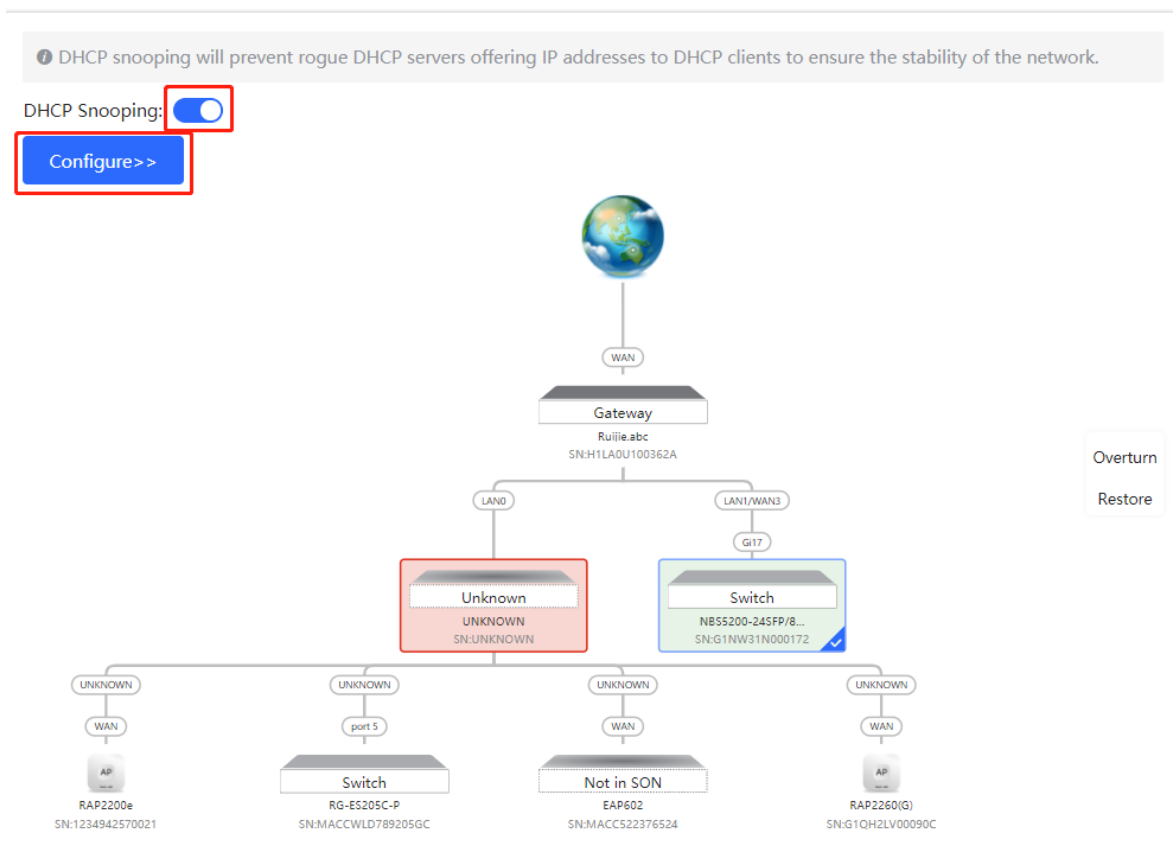 DHCP snooping will prevent rogue DHCP servers offering IP addresses to DHCP clients to ensure the stability of the network.
DHCP Snooping:
Configure>>
WAN
Gateway
Ruijie.abc
SN:H1LA0U100362A
Overturn
Restore
LAN0 LAN1/WAN3
Gi17
Unknown Switch
UNKNOWN NBS5200-24SFP/8...
SN:UNKNOWN SN:G1NW31N000172
UNKNOWN UNKNOWN UNKNOWN UNKNOWN
WAN port 5 WAN WAN
AP AP
Switch Not in SON
RAP2200e RG-ES205C-P EAP602 RAP2260(G)
SN:1234942570021 SN:MACCWLD789205GC SN:MACC522376524 SN:G1QH2LV00090C